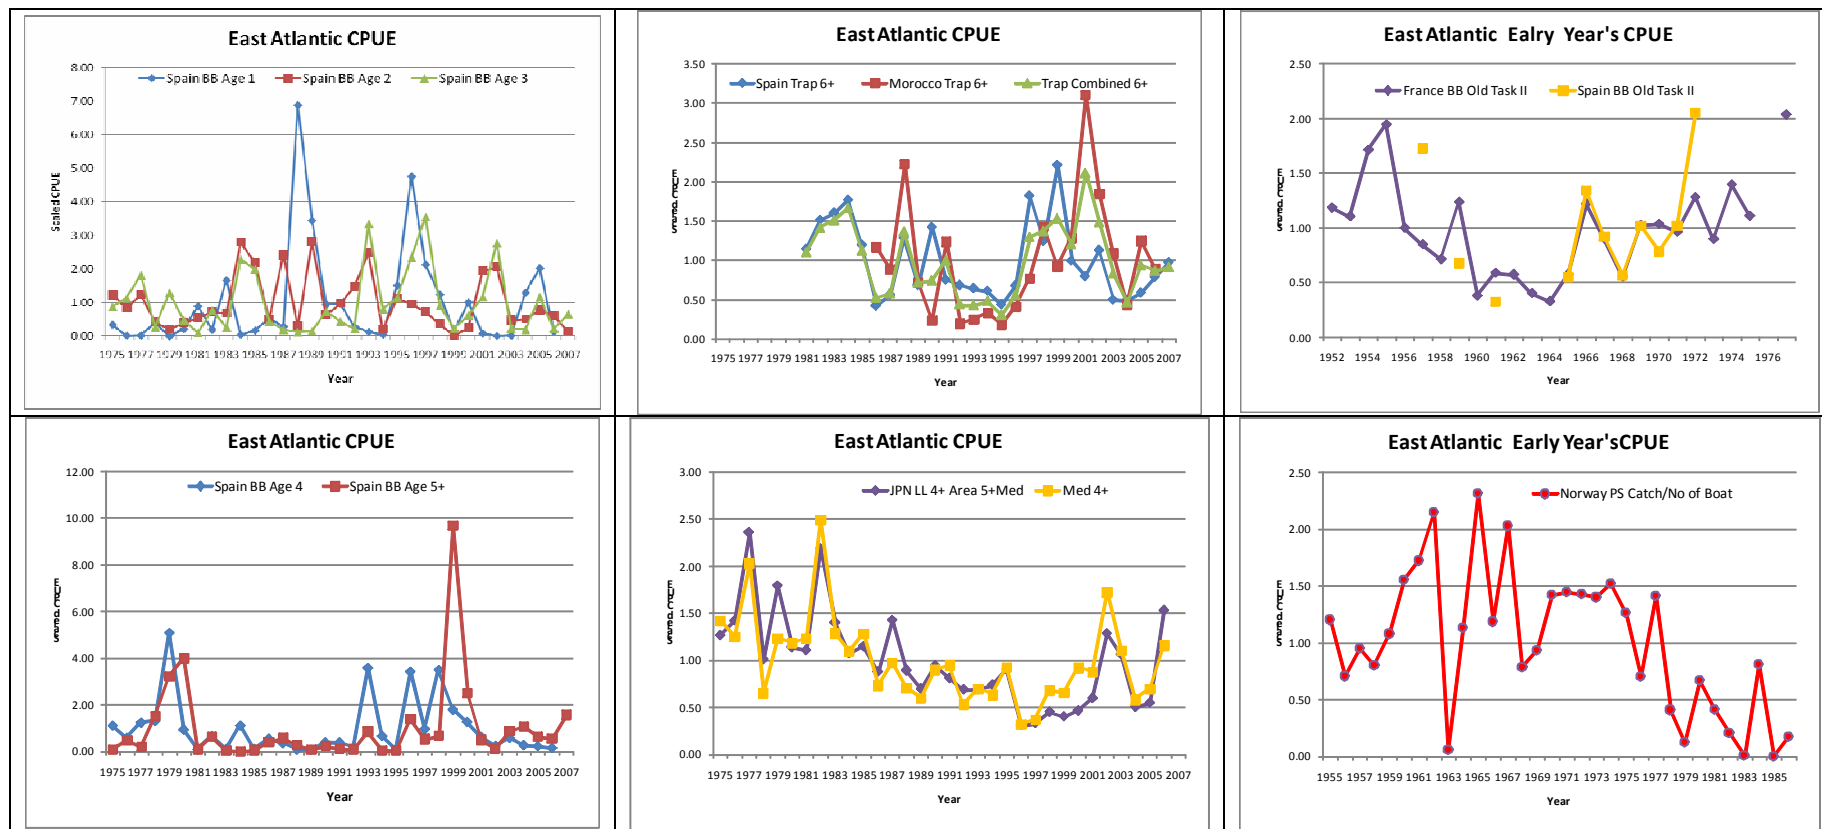 East Atlantic CPUE
8.00
Spain BB Age 1 Spain BB Age 2 Spain BB Age 3
7.00
6.00
5.00
4.00
3.00
2.00
1.00
0.00
Scaled CPUE
1975 1977 1979 1981 1983 1985 1987 1989 1991 1993 1995 1997 1999 2001 2003 2005 2007
Year
East Atlantic CPUE
3.50
Spain Trap 6+ Morocco Trap 6+ Trap Combined 6+
3.00
2.50
2.00
1.50
1.00
0.50
0.00
1975 1977 1979 1981 1983 1985 1987 1989 1991 1993 1995 1997 1999 2001 2003 2005 2007
Year
East Atlantic Ealry Year's CPUE
2.50
France BB Old Task II Spain BB Old Task II
2.00
1.50
1.00
0.50
0.00
1952 1954 1956 1958 1960 1962 1964 1966 1968 1970 1972 1974 1976
Year
East Atlantic CPUE
12.00
Spain BB Age 4 Spain BB Age 5+
10.00
8.00
6.00
4.00
2.00
0.00
1975 1977 1979 1981 1983 1985 1987 1989 1991 1993 1995 1997 1999 2001 2003 2005 2007
Year
East Atlantic CPUE
3.00
JPN LL 4+ Area 5+Med Med 4+
2.50
2.00
1.50
1.00
0.50
0.00
1975 1977 1979 1981 1983 1985 1987 1989 1991 1993 1995 1997 1999 2001 2003 2005 2007
Year
East Atlantic Early Year'sCPUE
2.50
Norway PS Catch/No of Boat
2.00
1.50
1.00
0.50
0.00
1955 1957 1959 1961 1963 1965 1967 1969 1971 1973 1975 1977 1979 1981 1983 1985
Year